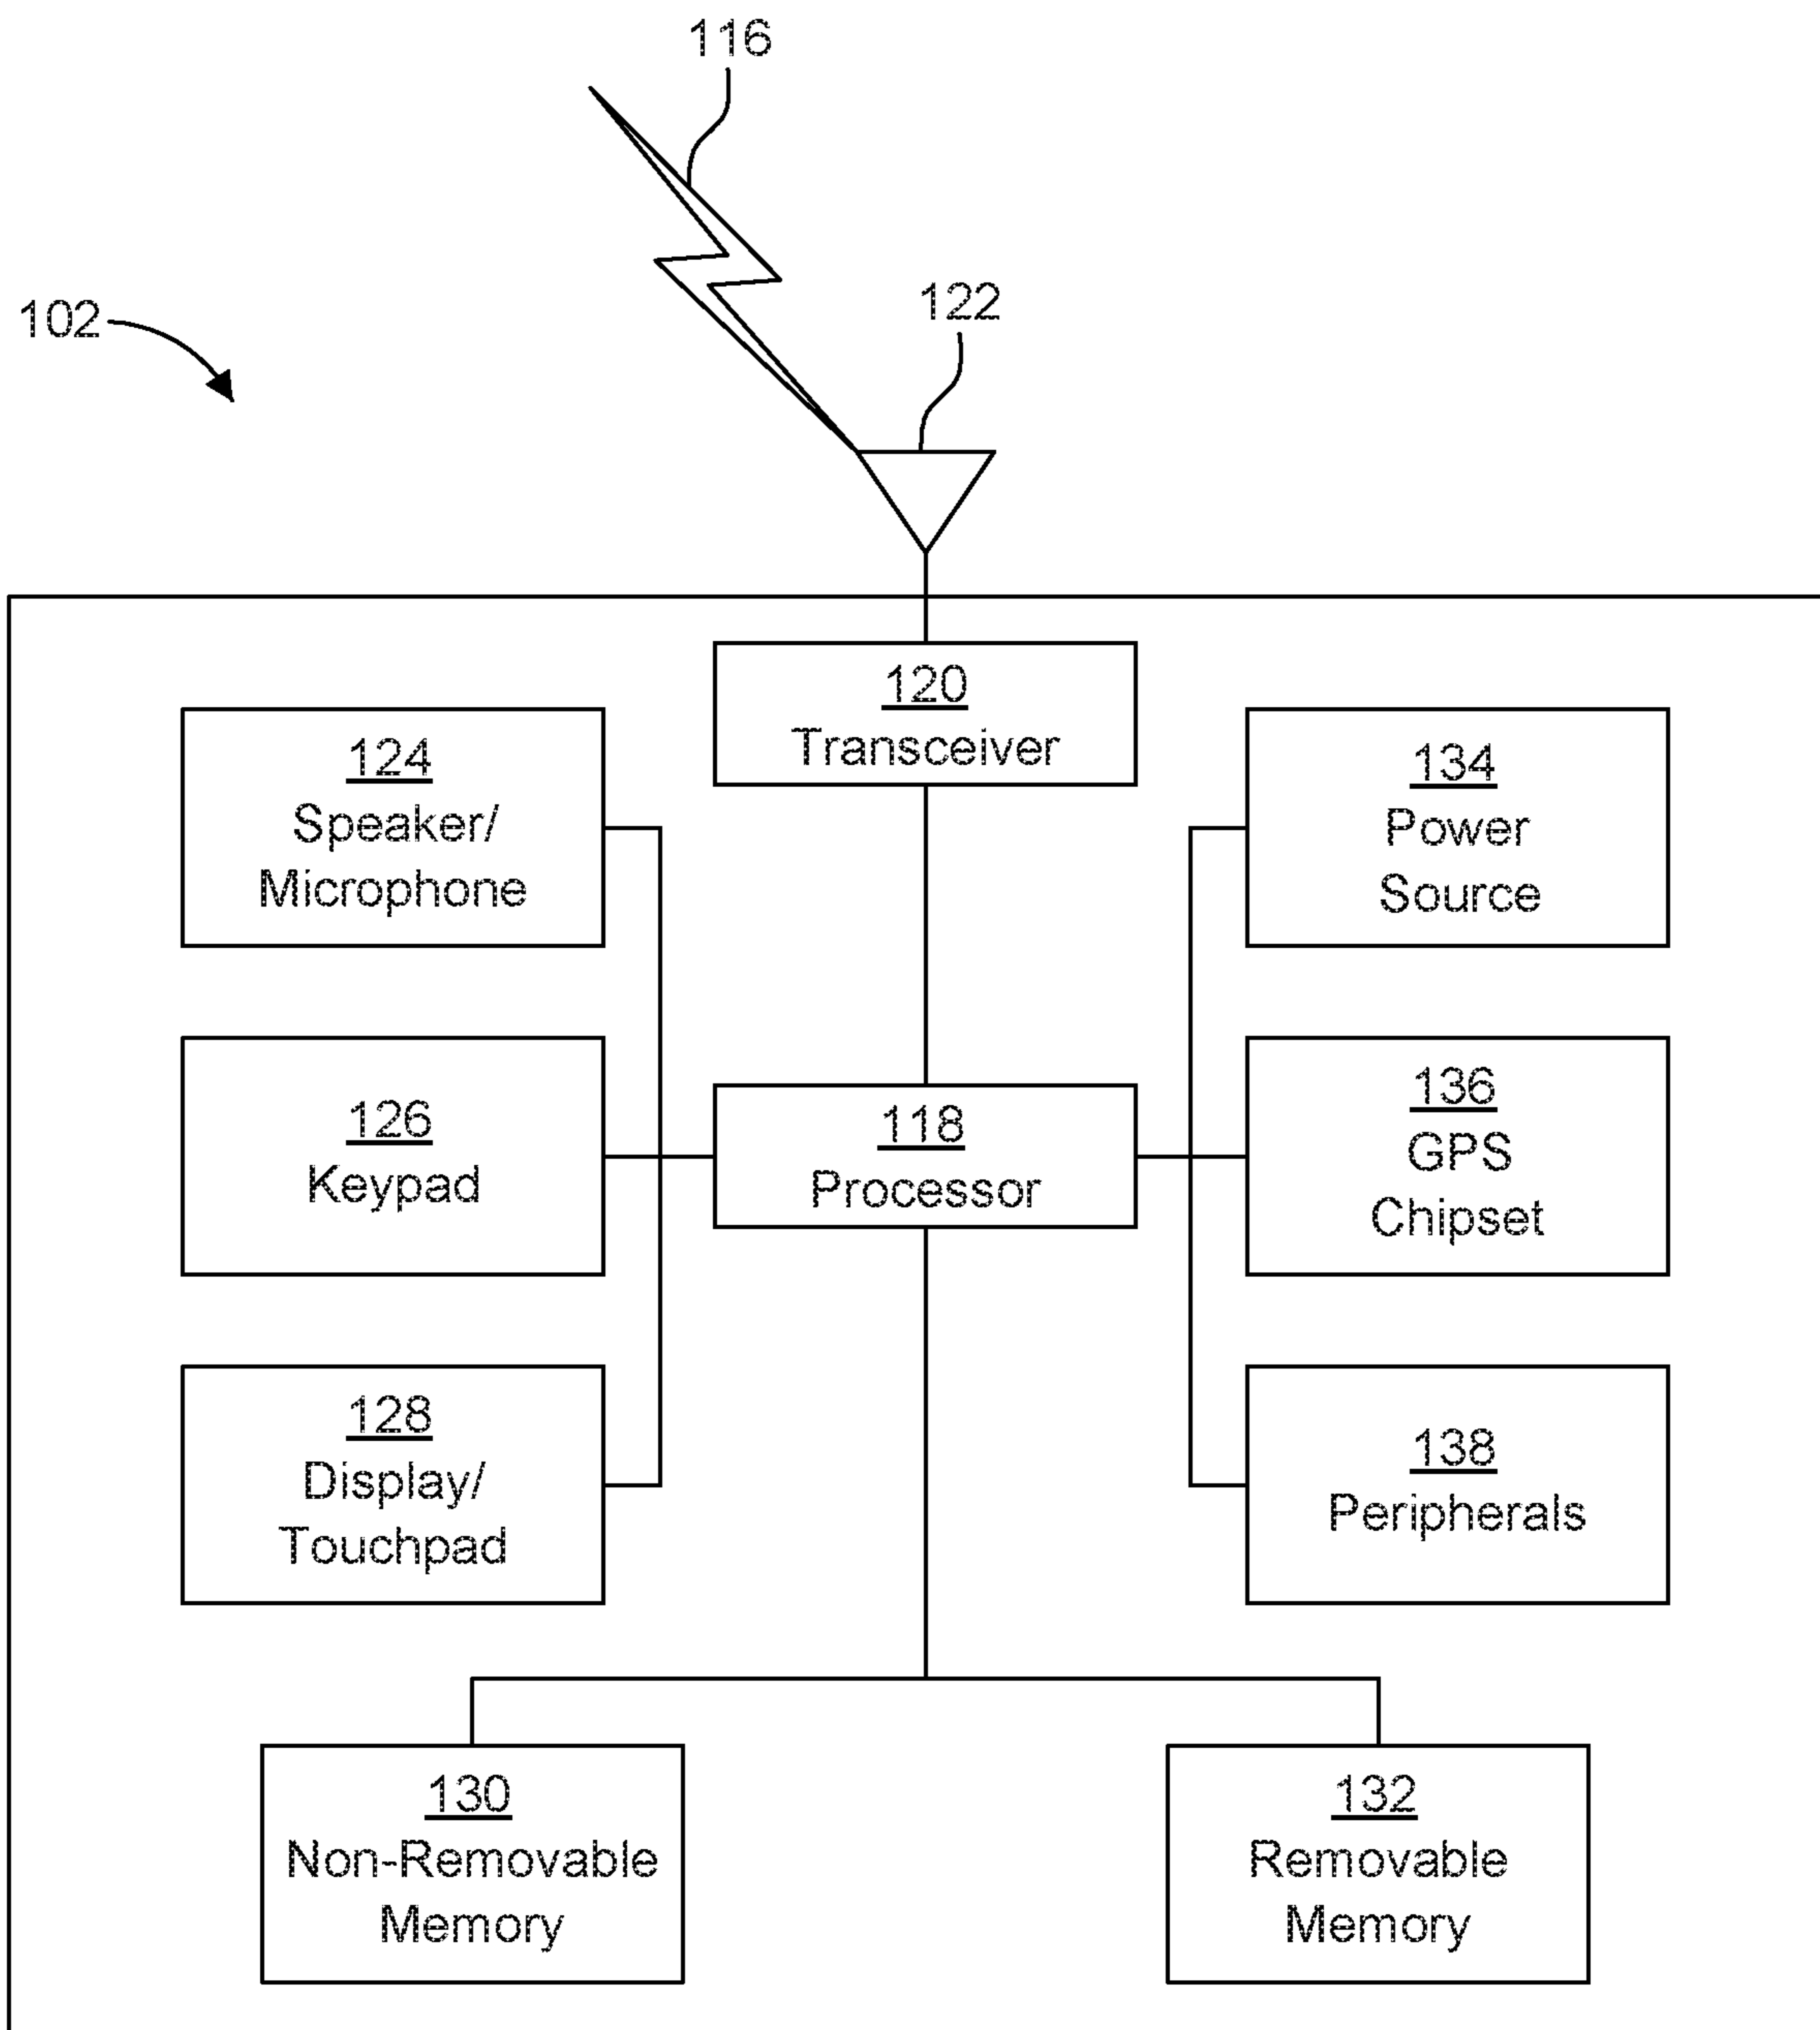 116
102
122
120
Transceiver
124
Speaker/
Microphone
134
Power
Source
126
Keypad
118
Processor
136
GPS
Chipset
128
Display/
Touchpad
138
Peripherals
130
Non-Removable
Memory
132
Removable
Memory